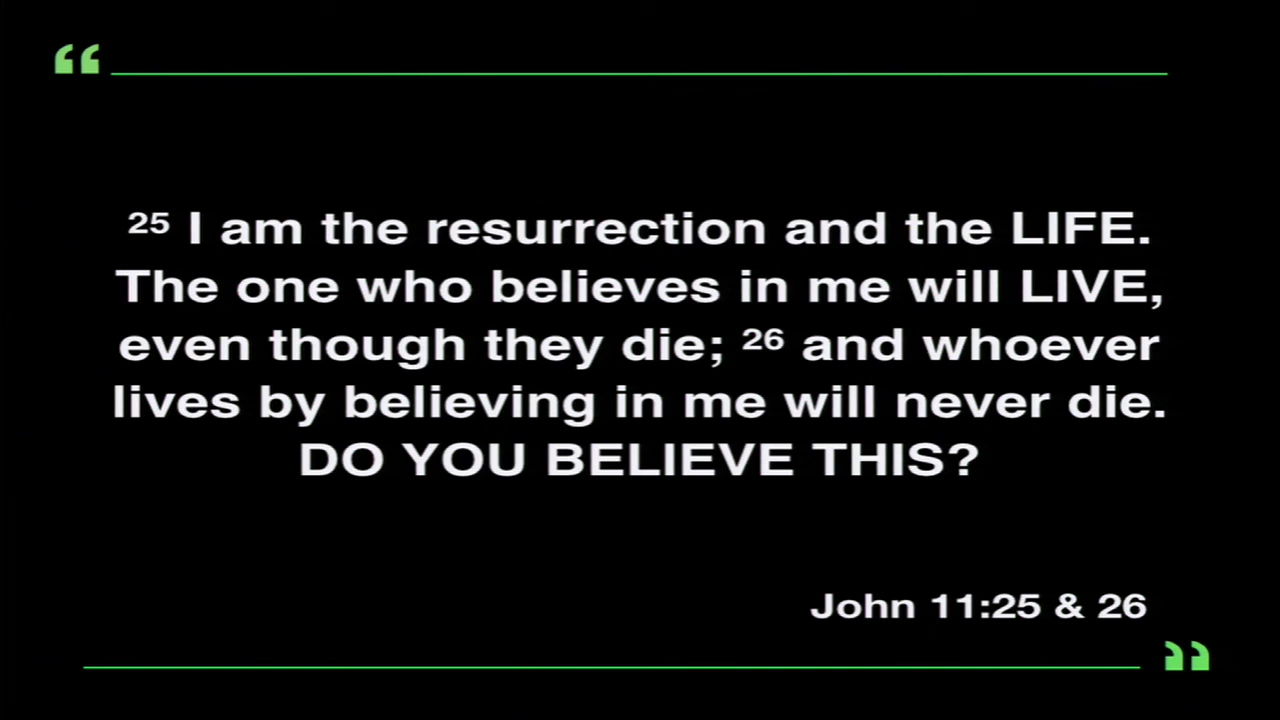 “
²⁵ I am the resurrection and the LIFE.
The one who believes in me will LIVE,
even though they die; ²⁶ and whoever
lives by believing in me will never die.
DO YOU BELIEVE THIS?
John 11:25 & 26
”